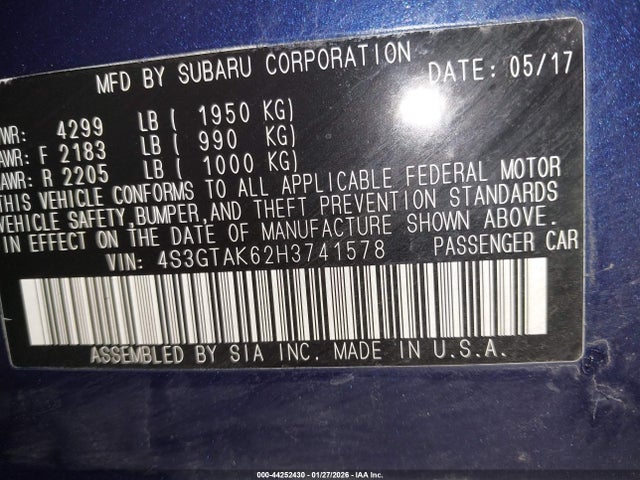 MFD BY SUBARU CORPORATION DATE: 05/17
WR: 4299 LB ( 1950 KG)
AWR: F 2183 LB ( 990 KG)
AWR: R 2205 LB ( 1000 KG)
THIS VEHICLE CONFORMS TO ALL APPLICABLE FEDERAL MOTOR
VEHICLE SAFETY,BUMPER,AND THEFT PREVENTION STANDARDS
IN EFFECT ON THE DATE OF MANUFACTURE SHOWN ABOVE.
VIN: 4S3GTAK62H3741578 PASSENGER CAR
ASSEMBLED BY SIA INC. MADE IN U.S.A.
000-44252430 - 01/27/2026 - IAA Inc.